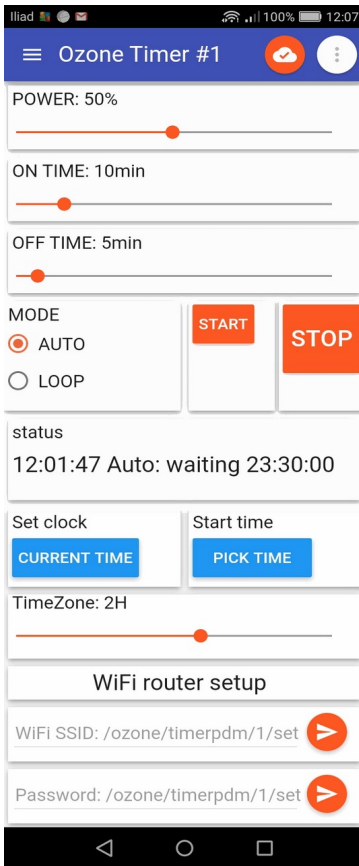 Iliad 100% 12:07
Ozone Timer #1
POWER: 50%
ON TIME: 10min
OFF TIME: 5min
MODE
AUTO
LOOP
START
STOP
status
12:01:47 Auto: waiting 23:30:00
Set clock
CURRENT TIME
Start time
PICK TIME
TimeZone: 2H
WiFi router setup
WiFi SSID: /ozone/timerpdm/1/set
Password: /ozone/timerpdm/1/set